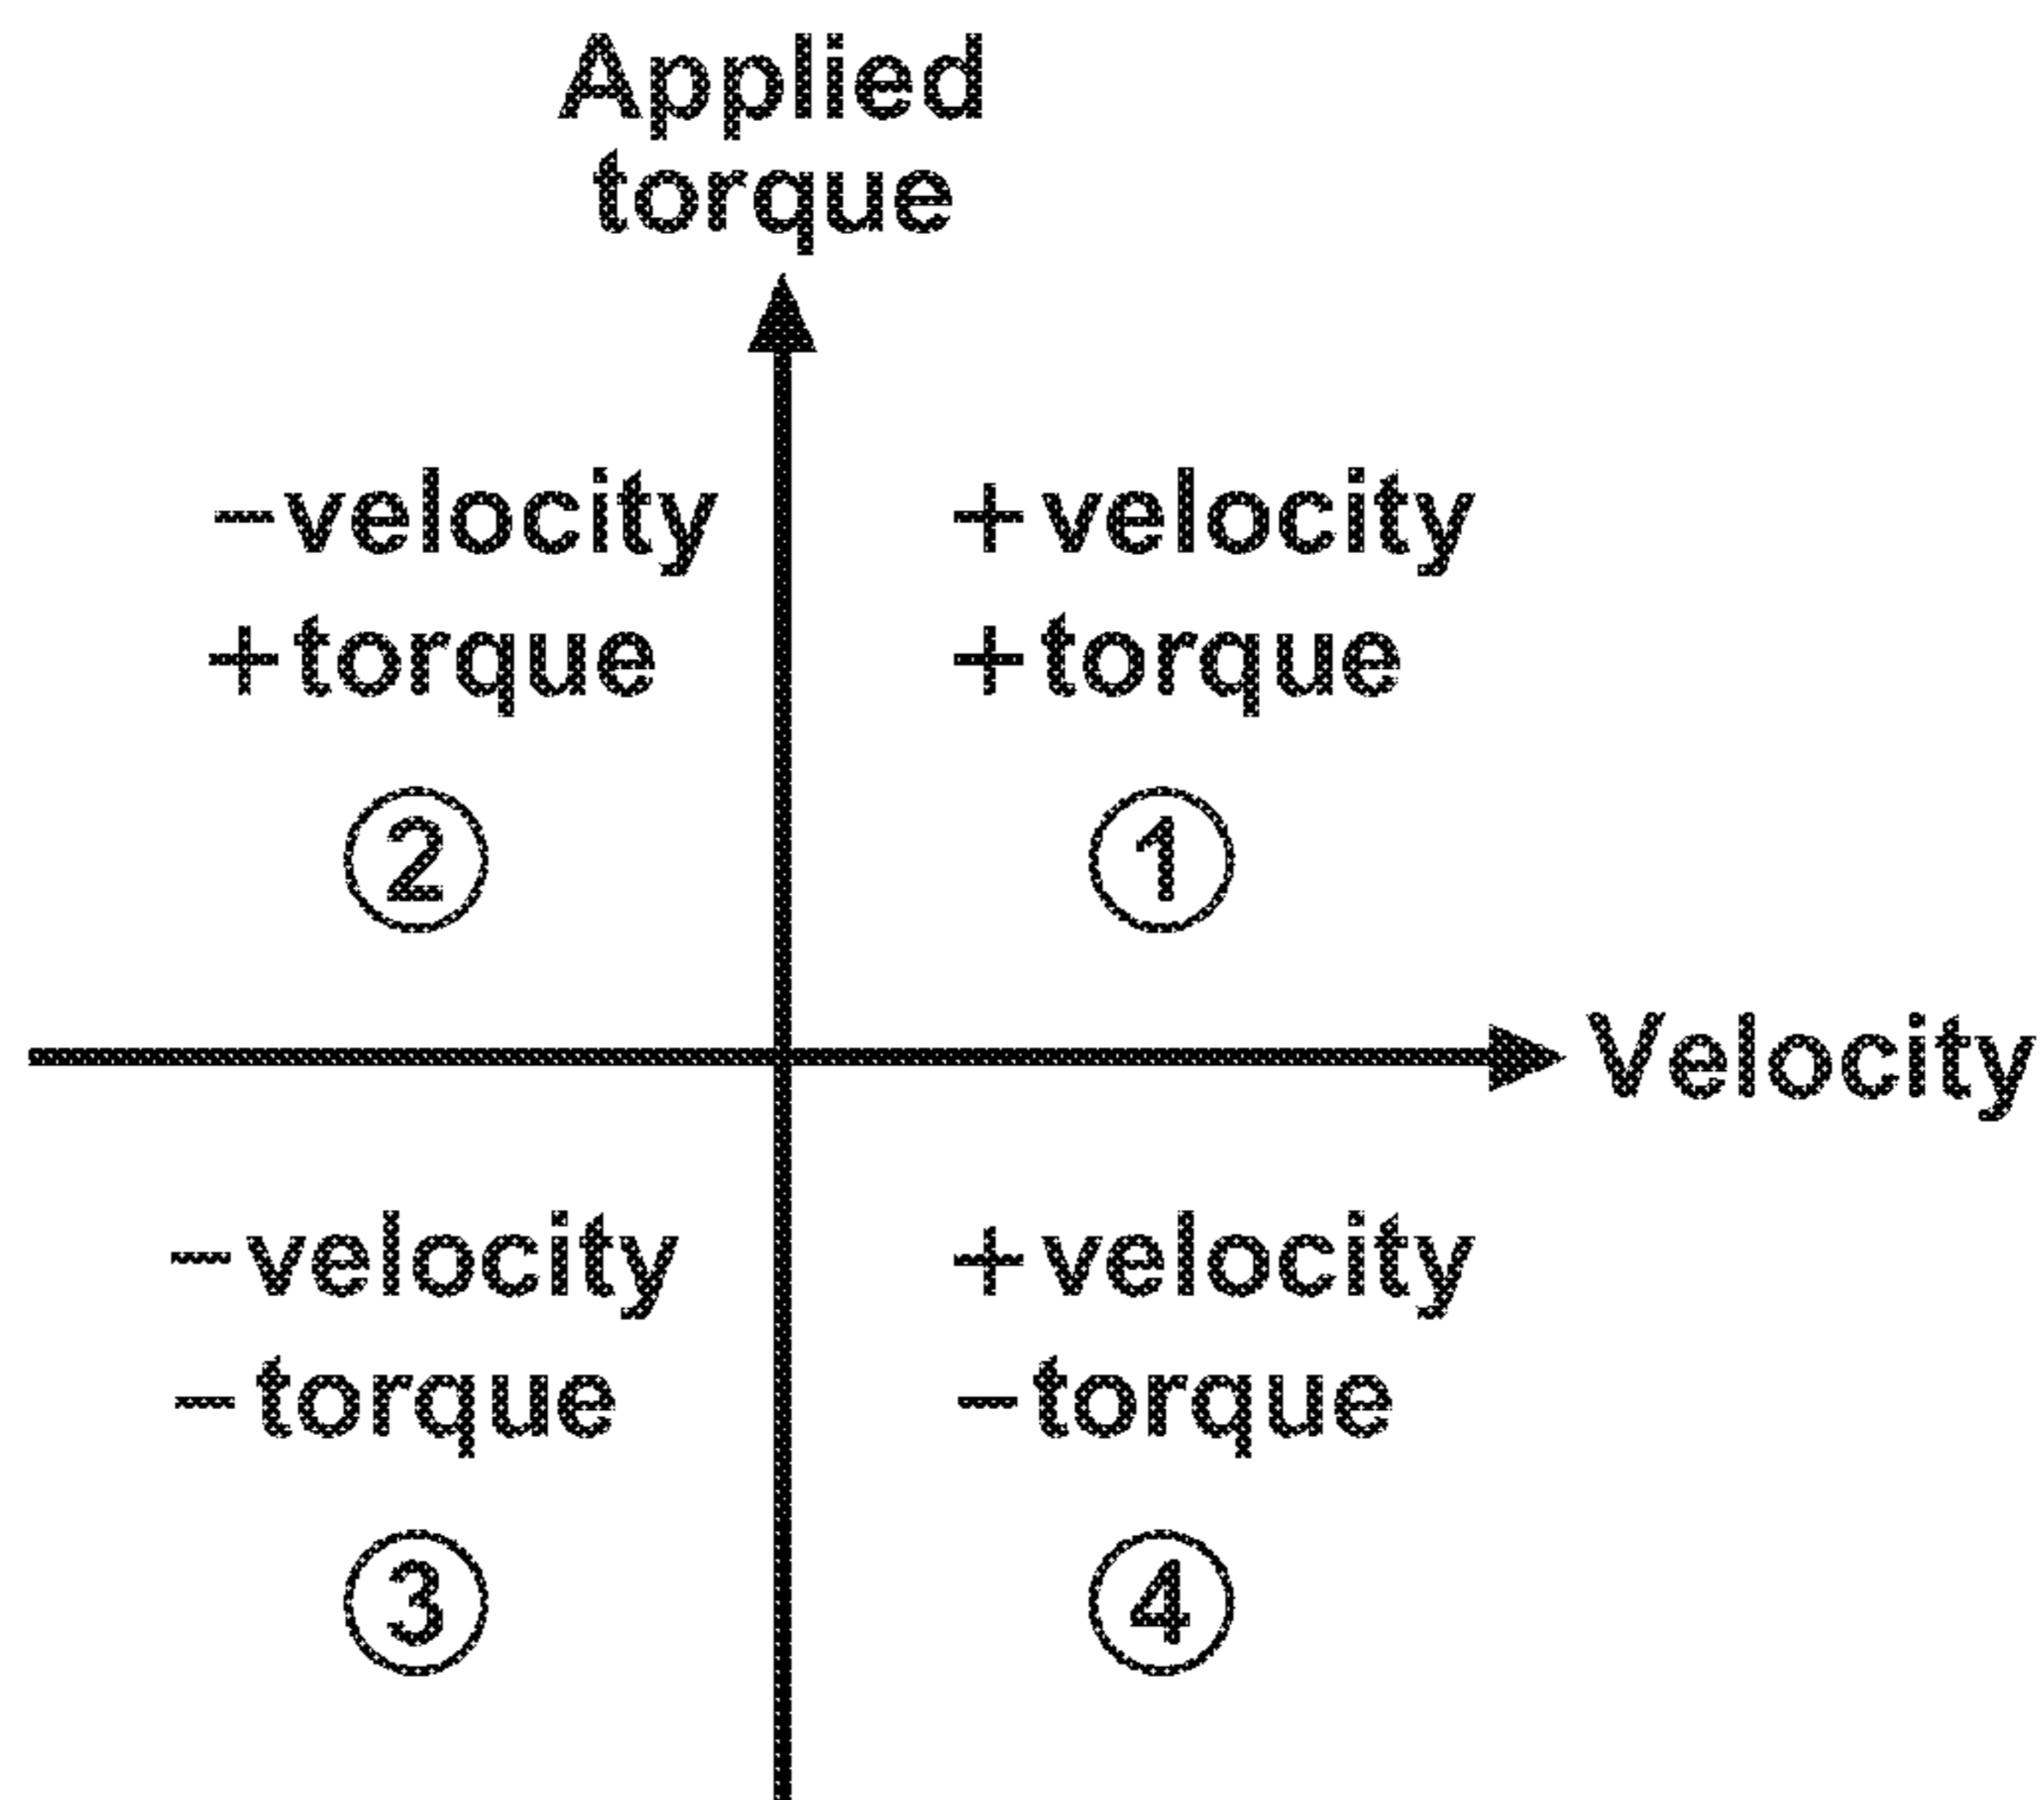 Applied
torque
−velocity
+torque
②
+velocity
+torque
①
Velocity
−velocity
−torque
③
+velocity
−torque
④